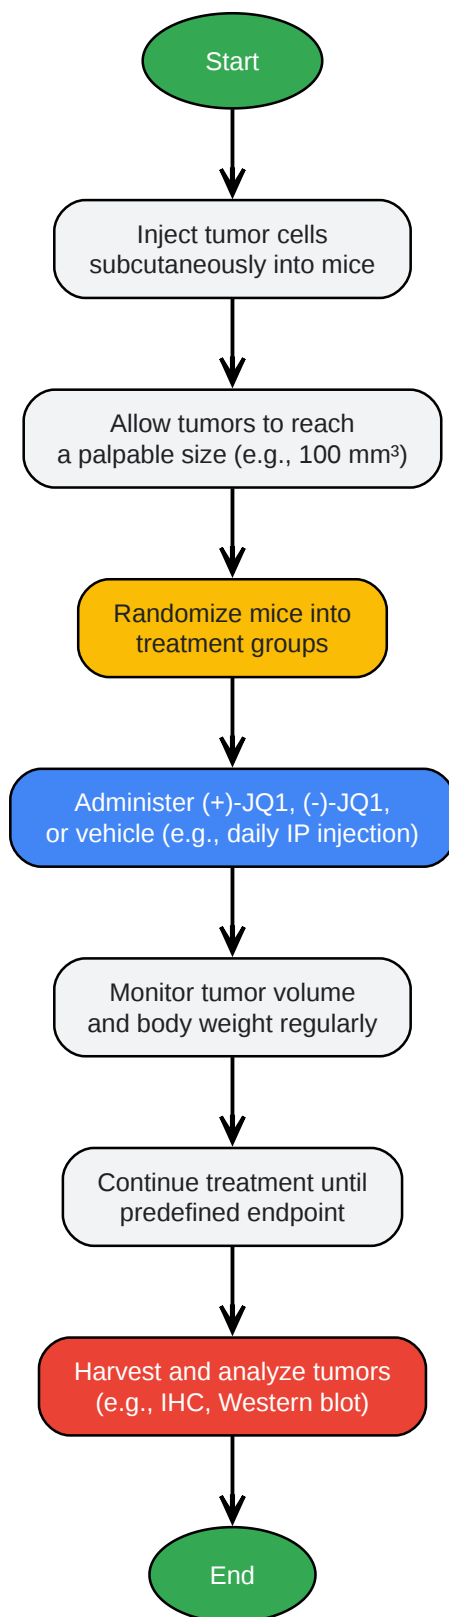 Start
Inject tumor cells
subcutaneously into mice
Allow tumors to reach
a palpable size (e.g., 100 mm³)
Randomize mice into
treatment groups
Administer (+)-JQ1, (-)-JQ1,
or vehicle (e.g., daily IP injection)
Monitor tumor volume
and body weight regularly
Continue treatment until
predefined endpoint
Harvest and analyze tumors
(e.g., IHC, Western blot)
End